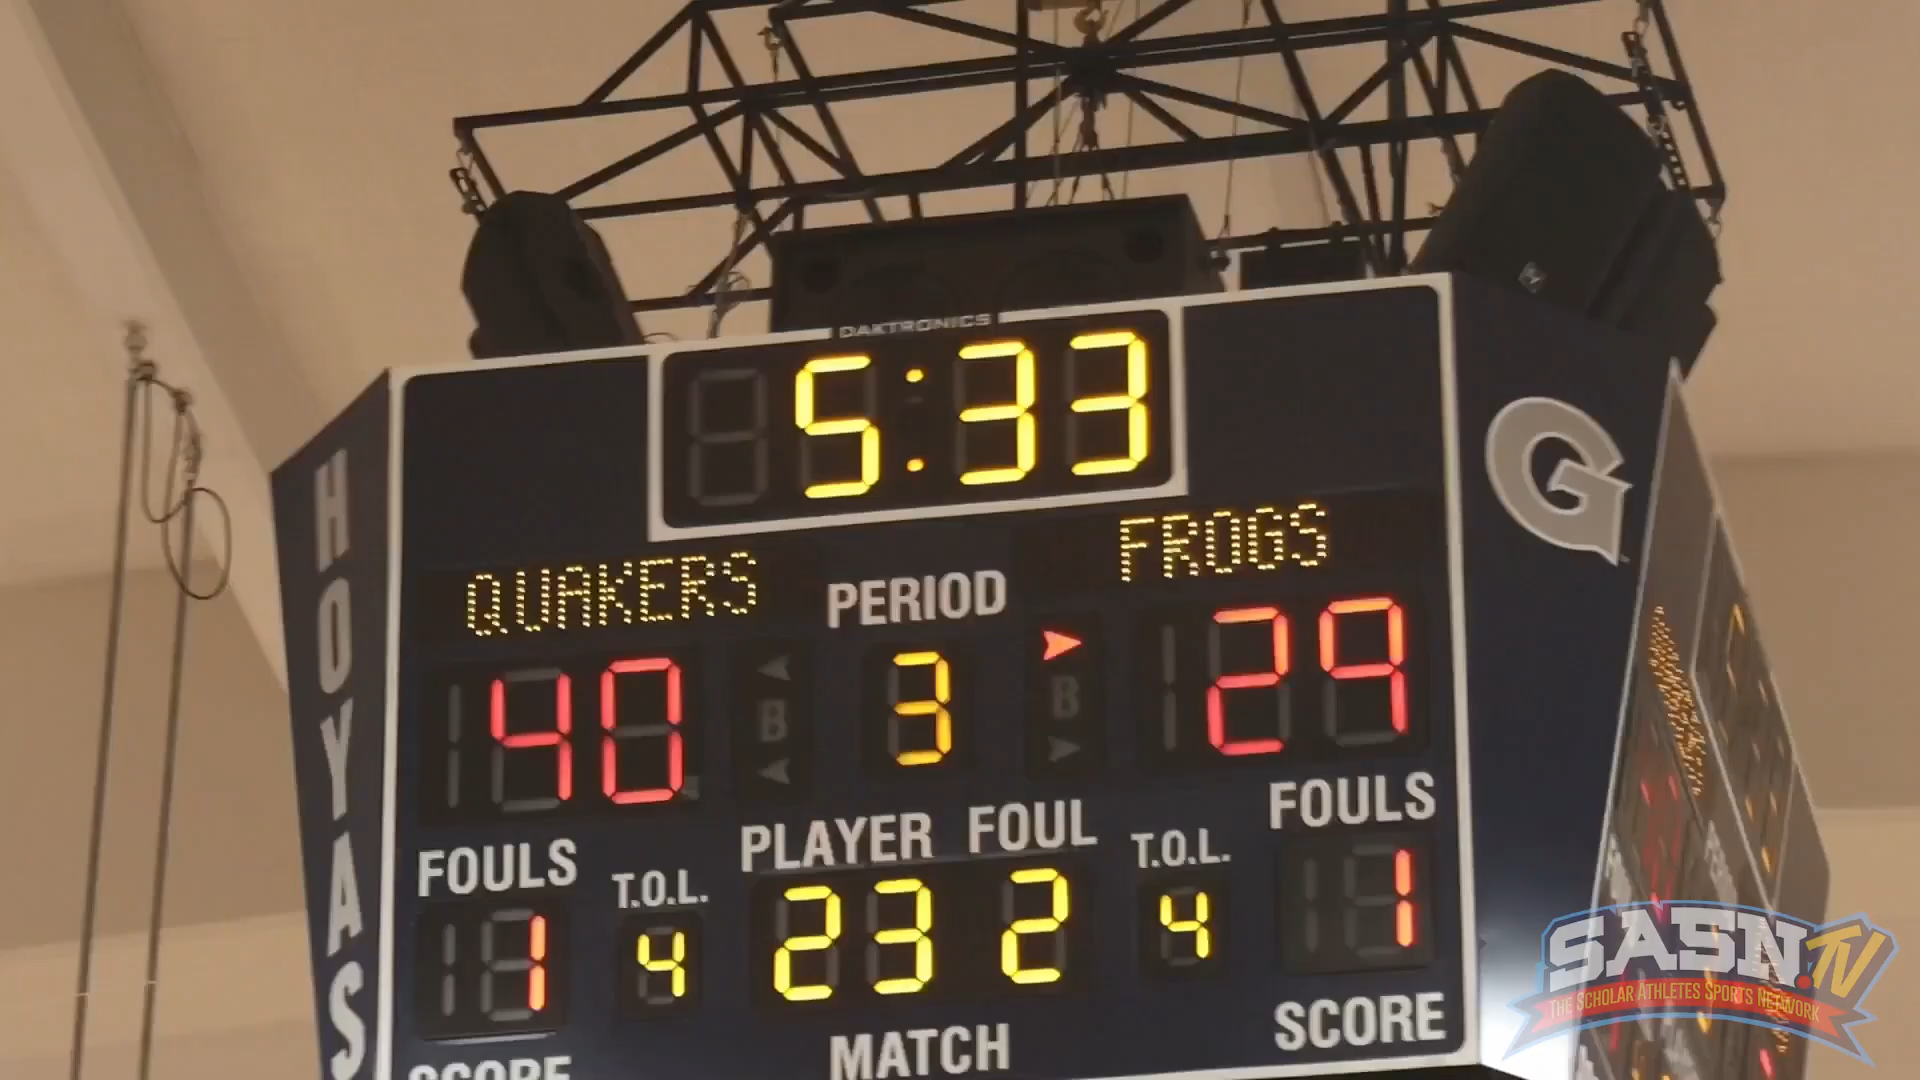 DAKTRONICS
5:33
G
HOYAS
QUAKERS
FROGS
PERIOD
40
B
3
B
29
FOULS
PLAYER FOUL
FOULS
T.O.L.
T.O.L.
1
4
23 2
4
1
SCORE
MATCH
SCORE
SASN.TV
THE SCHOLAR ATHLETES SPORTS NETWORK